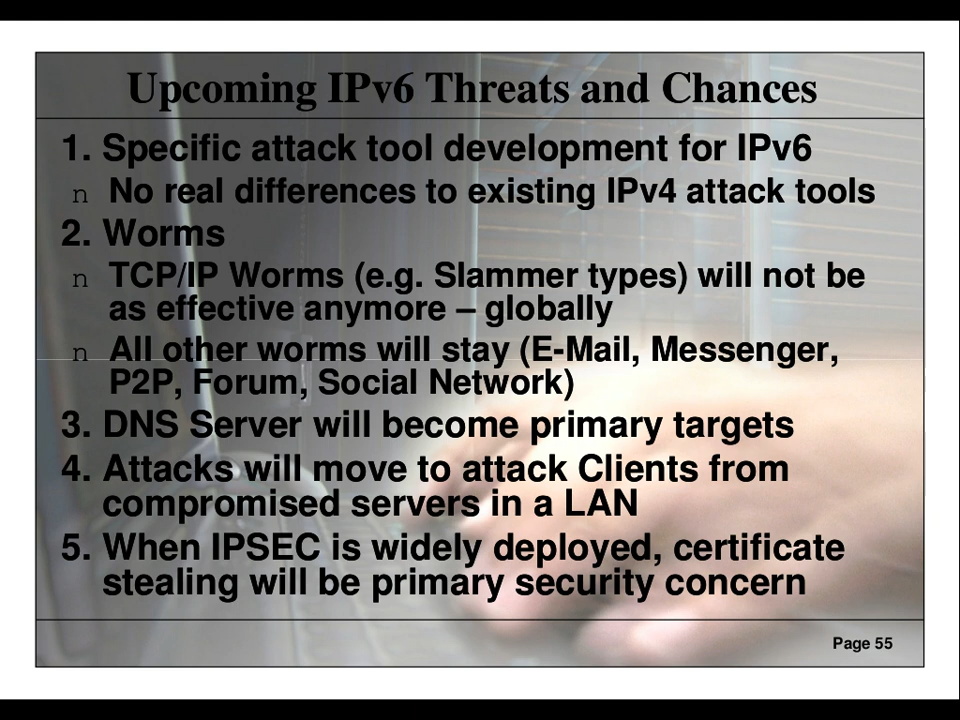 Upcoming IPv6 Threats and Chances
1. Specific attack tool development for IPv6
n No real differences to existing IPv4 attack tools
2. Worms
n TCP/IP Worms (e.g. Slammer types) will not be
as effective anymore – globally
n All other worms will stay (E-Mail, Messenger,
P2P, Forum, Social Network)
3. DNS Server will become primary targets
4. Attacks will move to attack Clients from
compromised servers in a LAN
5. When IPSEC is widely deployed, certificate
stealing will be primary security concern
Page 55